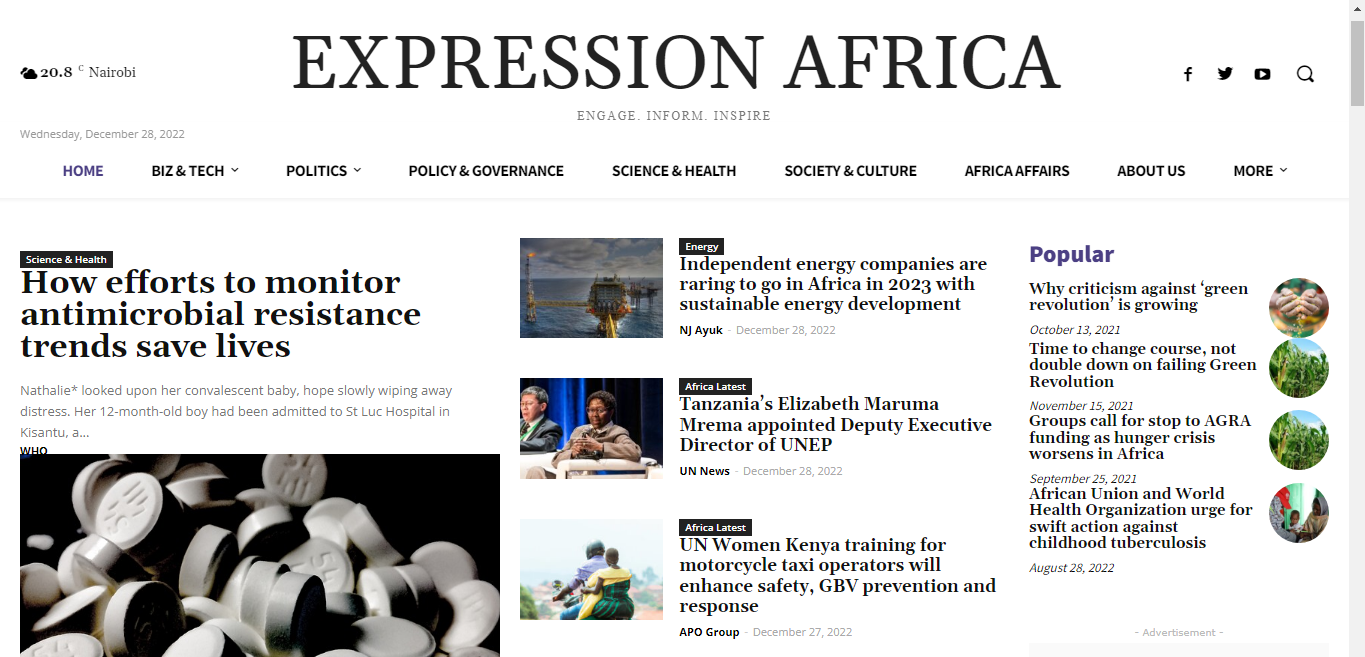 20.8 C Nairobi
Wednesday, December 28, 2022
EXPRESSION AFRICA
ENGAGE. INFORM. INSPIRE
HOME BIZ & TECH POLITICS POLICY & GOVERNANCE SCIENCE & HEALTH SOCIETY & CULTURE AFRICA AFFAIRS ABOUT US MORE
Science & Health
How efforts to monitor
antimicrobial resistance
trends save lives
Nathalie* looked upon her convalescent baby, hope slowly wiping away
distress. Her 12-month-old boy had been admitted to St Luc Hospital in
Kisantu, a...
WHO
Energy
Independent energy companies are
raring to go in Africa in 2023 with
sustainable energy development
NJ Ayuk - December 28, 2022
Africa Latest
Tanzania’s Elizabeth Maruma
Mrema appointed Deputy Executive
Director of UNEP
UN News - December 28, 2022
Africa Latest
UN Women Kenya training for
motorcycle taxi operators will
enhance safety, GBV prevention and
response
APO Group - December 27, 2022
Popular
Why criticism against ‘green
revolution’ is growing
October 13, 2021
Time to change course, not
double down on failing Green
Revolution
November 15, 2021
Groups call for stop to AGRA
funding as hunger crisis
worsens in Africa
September 25, 2021
African Union and World
Health Organization urge for
swift action against
childhood tuberculosis
August 28, 2022
- Advertisement -